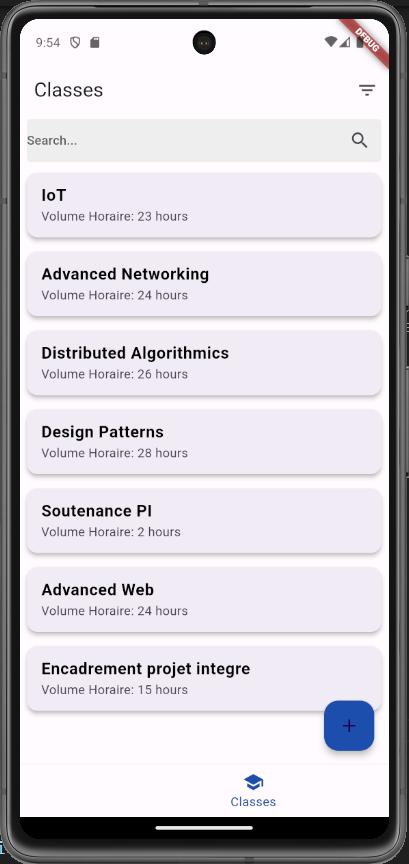 9:54
DEBUG
Classes
Search...
IoT
Volume Horaire: 23 hours
Advanced Networking
Volume Horaire: 24 hours
Distributed Algorithmics
Volume Horaire: 26 hours
Design Patterns
Volume Horaire: 28 hours
Soutenance PI
Volume Horaire: 2 hours
Advanced Web
Volume Horaire: 24 hours
Encadrement projet integre
Volume Horaire: 15 hours
+
Classes